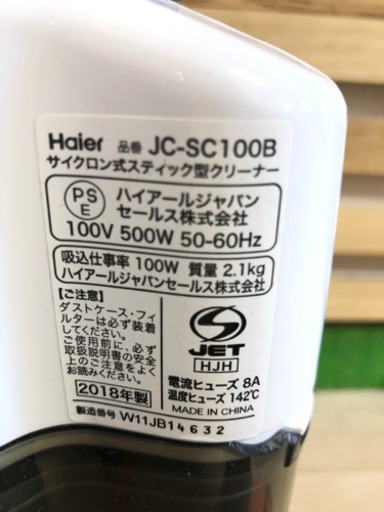 Haier 品番 JC-SC100B
サイクロン式スティック型クリーナー
PS
E
ハイアールジャパン
セールス株式会社
100V 500W 50-60Hz
吸込仕事率 100W 質量 2.1kg
ハイアールジャパンセールス株式会社
【ご注意】
ダストケース・フィ
ルターは必ず装着
してください。
ご使用前に、必ず
取扱説明書の安全
上のご注意をよく
お読みください。
2018年製
S
JET
HJH
電流ヒューズ 8A
温度ヒューズ 142℃
MADE IN CHINA
製造番号 W11JB14632